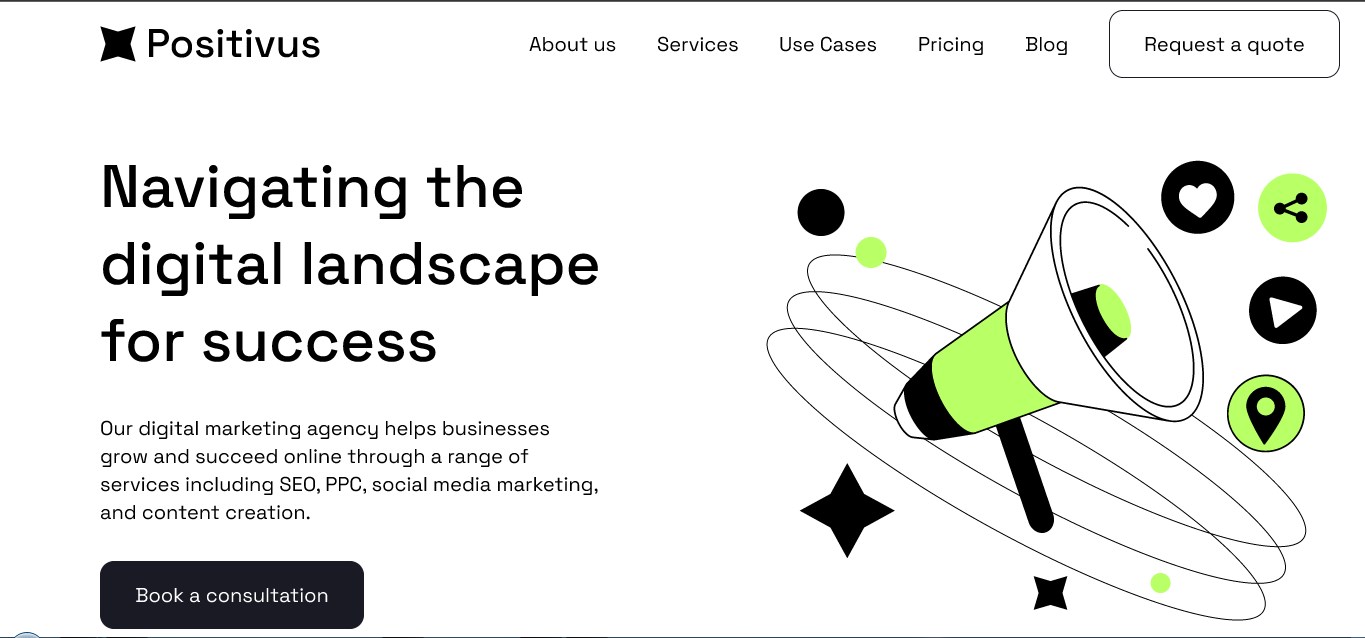 Positivus
About us
Services
Use Cases
Pricing
Blog
Request a quote
Navigating the
digital landscape
for success
Our digital marketing agency helps businesses
grow and succeed online through a range of
services including SEO, PPC, social media marketing,
and content creation.
Book a consultation